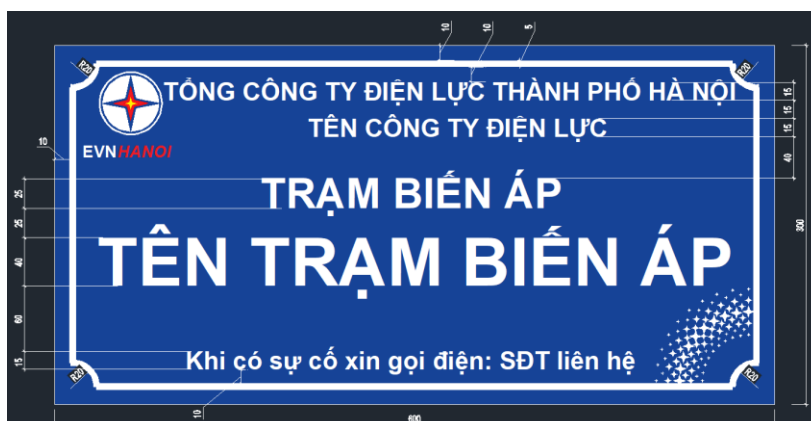 10
10
5
R20
R20
TỔNG CÔNG TY ĐIỆN LỰC THÀNH PHỐ HÀ NỘI
15
15
TÊN CÔNG TY ĐIỆN LỰC
15
EVNHANOI
10
40
25
TRẠM BIẾN ÁP
25
300
TÊN TRẠM BIẾN ÁP
40
60
Khi có sự cố xin gọi điện: SĐT liên hệ
15
R20
R20
10
600